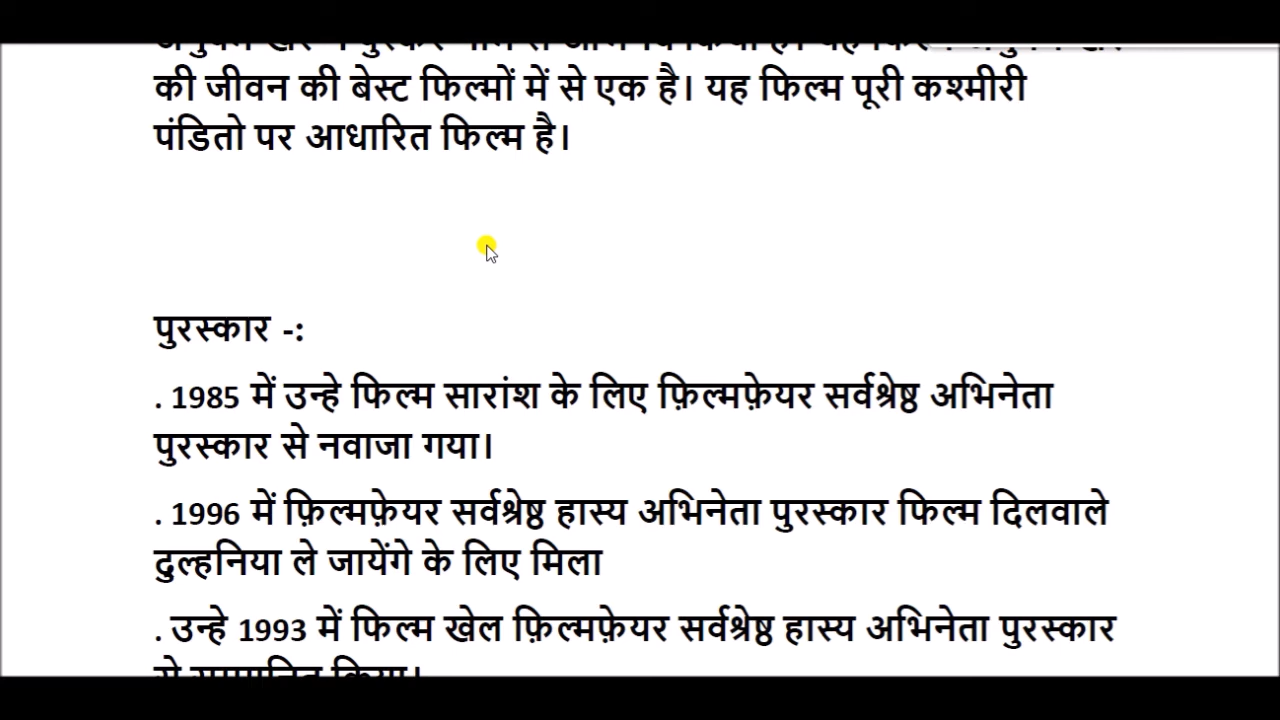 की जीवन की बेस्ट फिल्मों में से एक है। यह फिल्म पूरी कश्मीरी
पंडितो पर आधारित फिल्म है।
पुरस्कार -:
. 1985 में उन्हे फिल्म सारांश के लिए फ़िल्मफ़ेयर सर्वश्रेष्ठ अभिनेता
पुरस्कार से नवाजा गया।
. 1996 में फ़िल्मफ़ेयर सर्वश्रेष्ठ हास्य अभिनेता पुरस्कार फिल्म दिलवाले
दुल्हनिया ले जायेंगे के लिए मिला
. उन्हे 1993 में फिल्म खेल फ़िल्मफ़ेयर सर्वश्रेष्ठ हास्य अभिनेता पुरस्कार
से सम्मानित किया।